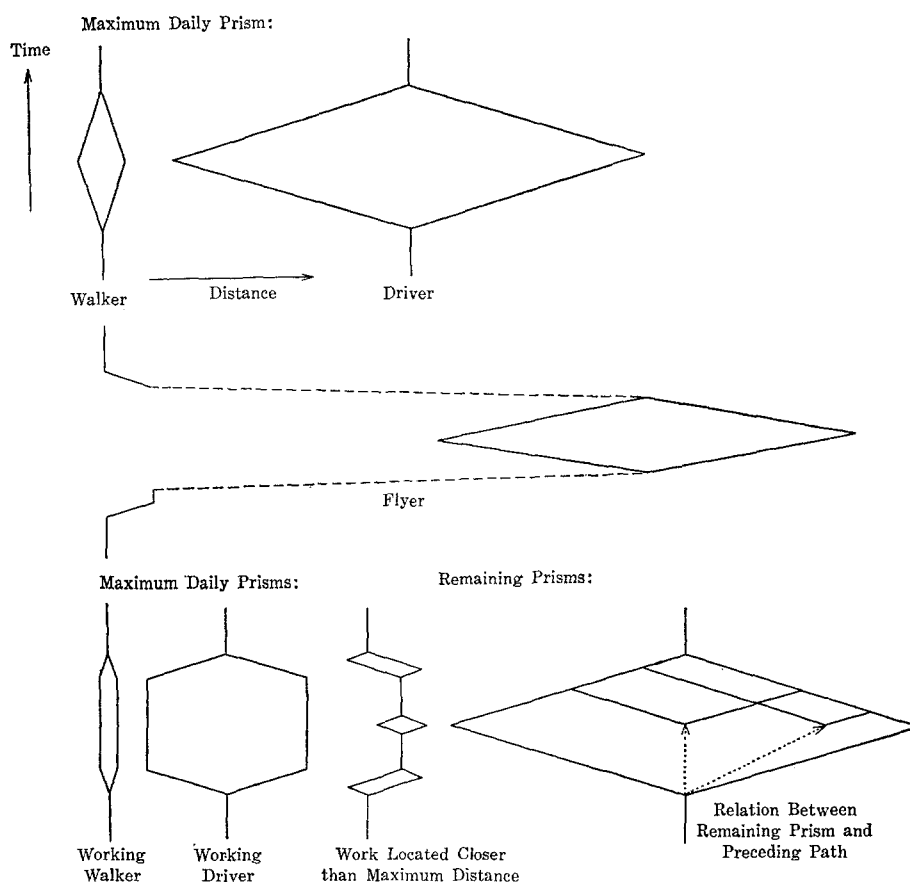 Maximum Daily Prism:
Time
Walker
Distance
Driver
Flyer
Maximum Daily Prisms:
Remaining Prisms:
Working
Walker
Working
Driver
Work Located Closer
than Maximum Distance
Relation Between
Remaining Prism and
Preceding Path